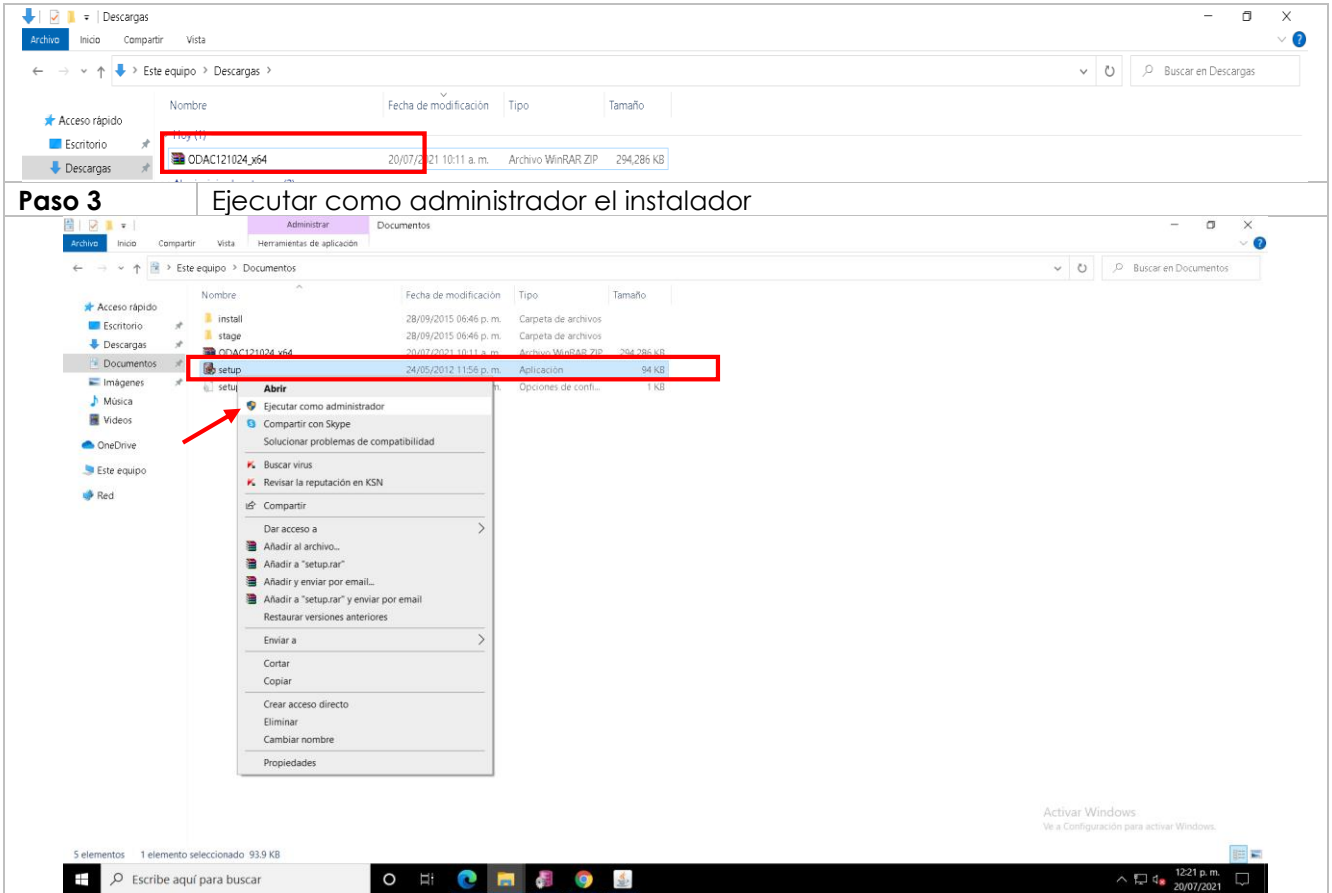 Descargas
Archivo Inicio Compartir Vista
Este equipo > Descargas >
Buscar en Descargas
Nombre Fecha de modificación Tipo Tamaño
Acceso rápido
Hoy (1)
Escritorio
ODAC121024_x64 20/07/2021 10:11 a. m. Archivo WinRAR ZIP 294,286 KB
Descargas
Paso 3 Ejecutar como administrador el instalador
Administrar Documentos
Archivo Inicio Compartir Vista Herramientas de aplicación
Este equipo > Documentos
Buscar en Documentos
Nombre Fecha de modificación Tipo Tamaño
Acceso rápido
install 28/09/2015 06:46 p. m. Carpeta de archivos
Escritorio
stage 28/09/2015 06:46 p. m. Carpeta de archivos
Descargas
ODAC121024_x64 20/07/2021 10:11 a. m. Archivo WinRAR ZIP 294,286 KB
Documentos
setup 24/05/2012 11:56 p. m. Aplicación 94 KB
Imágenes
setup m. Opciones de confi... 1 KB
Música
Videos
OneDrive
Este equipo
Red
Abrir
Ejecutar como administrador
Compartir con Skype
Solucionar problemas de compatibilidad
Buscar virus
Revisar la reputación en KSN
Compartir
Dar acceso a
Añadir al archivo...
Añadir a "setup.rar"
Añadir y enviar por email...
Añadir a "setup.rar" y enviar por email
Restaurar versiones anteriores
Enviar a
Cortar
Copiar
Crear acceso directo
Eliminar
Cambiar nombre
Propiedades
Activar Windows
Ve a Configuración para activar Windows.
5 elementos 1 elemento seleccionado 93.9 KB
Escribe aquí para buscar
12:21 p. m.
20/07/2021